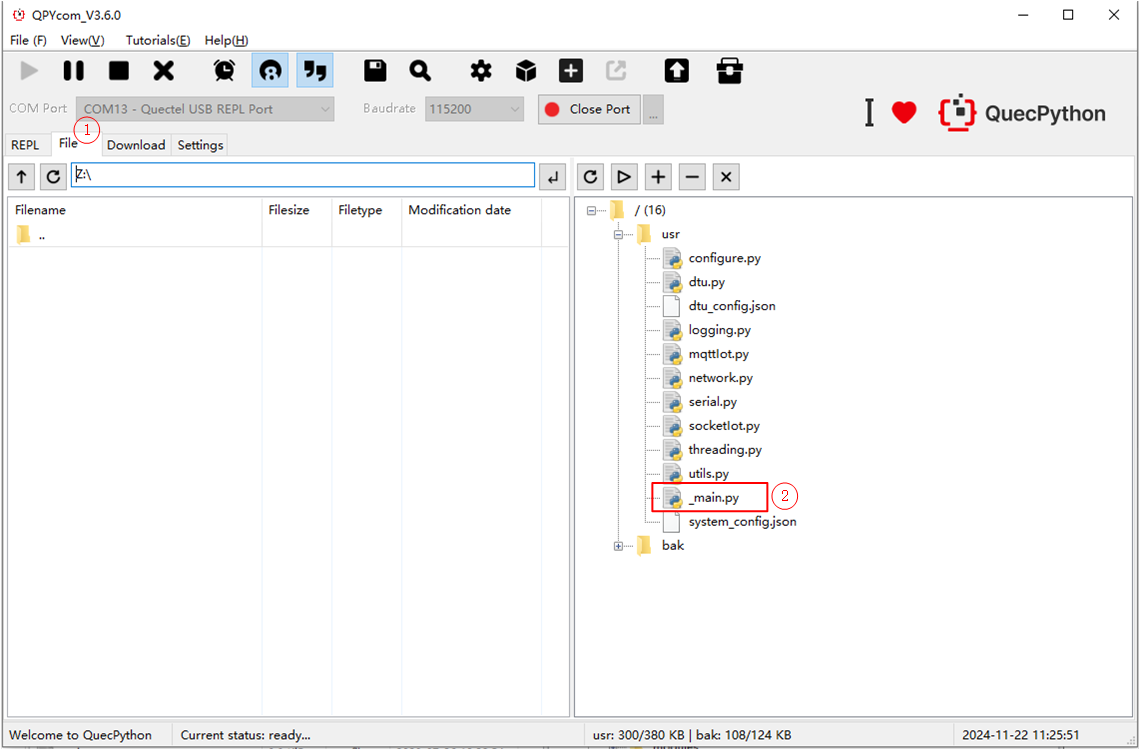 QPYcom_V3.6.0
File (F) View(V) Tutorials(E) Help(H)
COM Port COM13 - Quectel USB REPL Port Baudrate 115200 Close Port ... I QuecPython
REPL File ① Download Settings
Z:\
Filename Filesize Filetype Modification date
..
/ (16)
usr
configure.py
dtu.py
dtu_config.json
logging.py
mqttIot.py
network.py
serial.py
socketIot.py
threading.py
utils.py
_main.py ②
system_config.json
bak
Welcome to QuecPython Current status: ready... usr: 300/380 KB | bak: 108/124 KB 2024-11-22 11:25:51